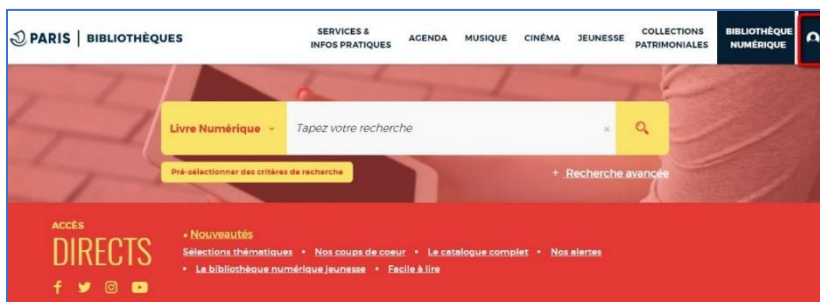 PARIS | BIBLIOTHÈQUES
SERVICES &
INFOS PRATIQUES
AGENDA
MUSIQUE
CINÉMA
JEUNESSE
COLLECTIONS
PATRIMONIALES
BIBLIOTHÈQUE
NUMÉRIQUE
Livre Numérique
Tapez votre recherche
×
Pré-sélectionner des critères de recherche
+ Recherche avancée
ACCÈS
DIRECTS
• Nouveautés
Sélections thématiques • Nos coups de coeur • Le catalogue complet • Nos alertes
• La bibliothèque numérique jeunesse • Facile à lire